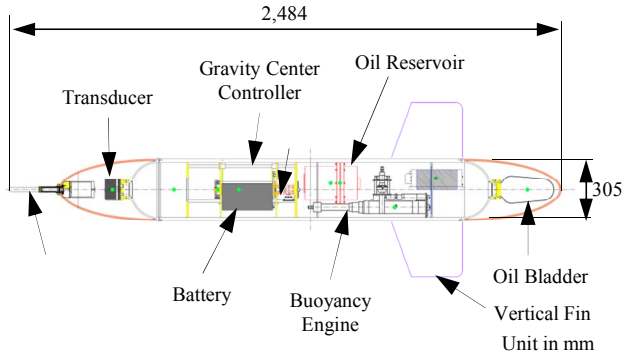 2,484
Gravity Center
Controller
Oil Reservoir
Transducer
305
Battery
Buoyancy
Engine
Oil Bladder
Vertical Fin
Unit in mm